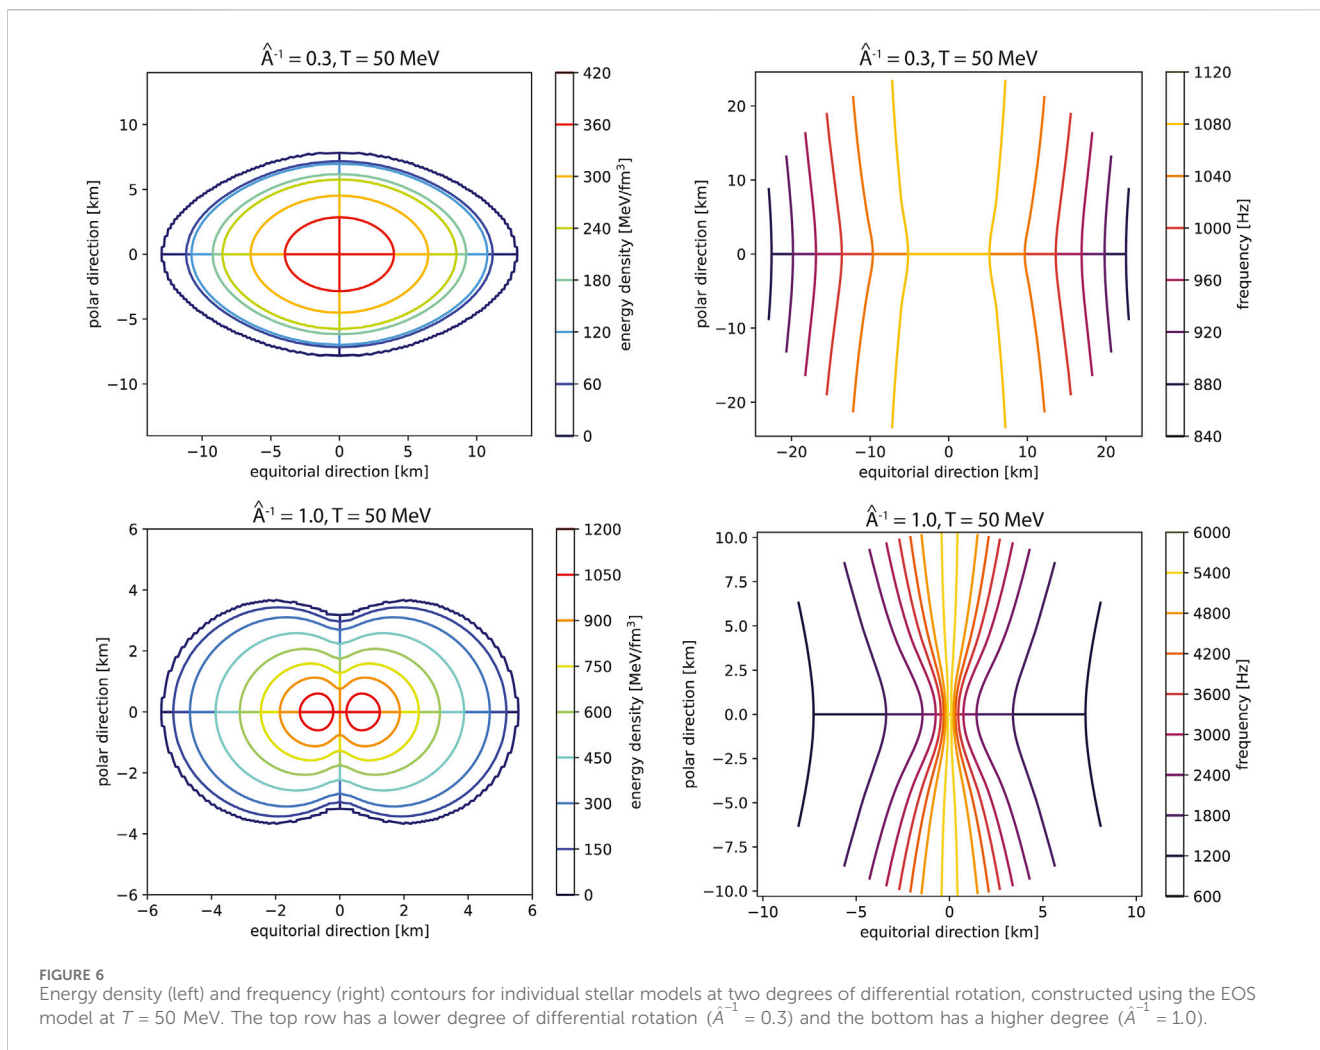 Â⁻¹ = 0.3, T = 50 MeV
10
5
0
−5
−10
polar direction [km]
−10 −5 0 5 10
equitorial direction [km]
420
360
300
240
180
120
60
0
energy density [MeV/fm³]
Â⁻¹ = 0.3, T = 50 MeV
20
10
0
−10
−20
polar direction [km]
−20 −10 0 10 20
equitorial direction [km]
1120
1080
1040
1000
960
920
880
840
frequency [Hz]
Â⁻¹ = 1.0, T = 50 MeV
6
4
2
0
−2
−4
−6
polar direction [km]
−6 −4 −2 0 2 4 6
equitorial direction [km]
1200
1050
900
750
600
450
300
150
0
energy density [MeV/fm³]
Â⁻¹ = 1.0, T = 50 MeV
10.0
7.5
5.0
2.5
0.0
−2.5
−5.0
−7.5
−10.0
polar direction [km]
−10 −5 0 5 10
equitorial direction [km]
6000
5400
4800
4200
3600
3000
2400
1800
1200
600
frequency [Hz]
FIGURE 6
Energy density (left) and frequency (right) contours for individual stellar models at two degrees of differential rotation, constructed using the EOS
model at T = 50 MeV. The top row has a lower degree of differential rotation (Â⁻¹ = 0.3) and the bottom has a higher degree (Â⁻¹ = 1.0).